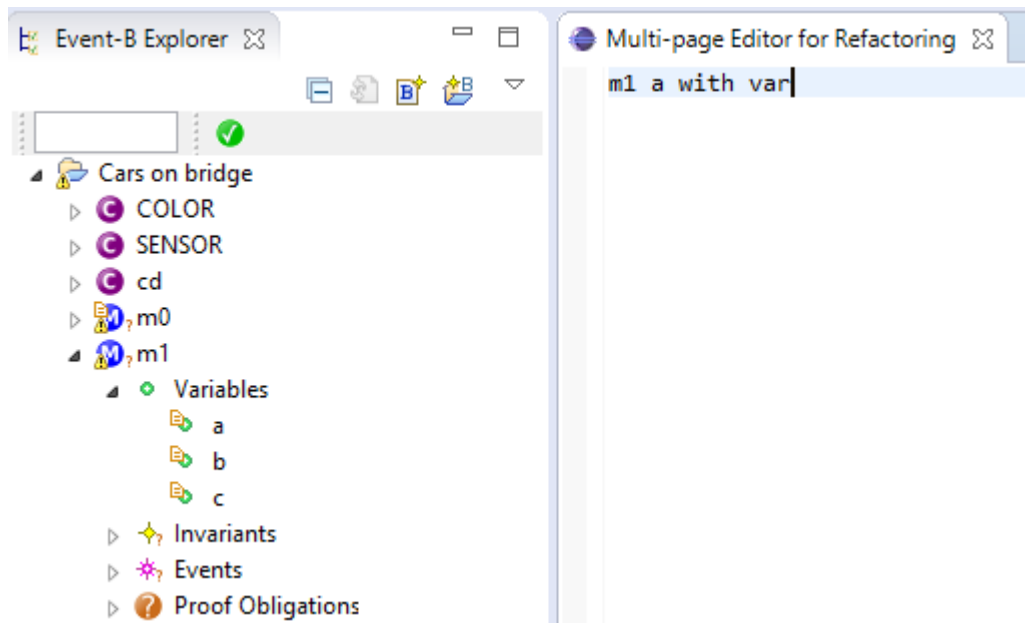 Event-B Explorer
Multi-page Editor for Refactoring
m1 a with var
Cars on bridge
COLOR
SENSOR
cd
m0
m1
Variables
a
b
c
Invariants
Events
Proof Obligations